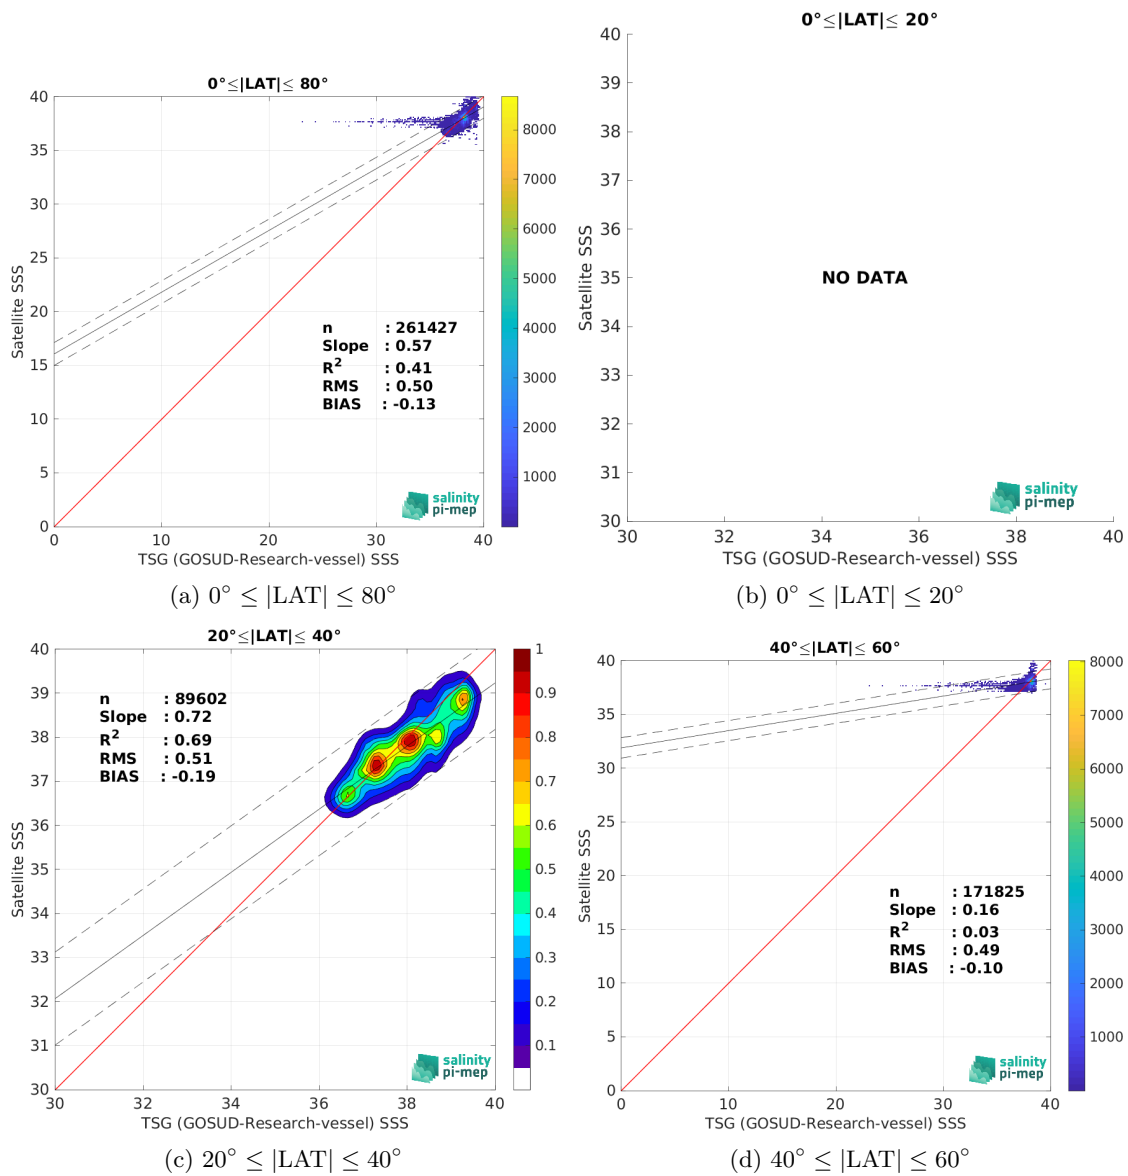 0°≤|LAT|≤ 80°
40
35
30
25
20
15
10
5
0
Satellite SSS
n : 261427
Slope : 0.57
R² : 0.41
RMS : 0.50
BIAS : -0.13
salinity
pi-mep
0 10 20 30 40
TSG (GOSUD-Research-vessel) SSS
8000
7000
6000
5000
4000
3000
2000
1000
(a) 0° ≤ |LAT| ≤ 80°
0°≤|LAT|≤ 20°
40
39
38
37
36
35
34
33
32
31
30
Satellite SSS
NO DATA
salinity
pi-mep
30 32 34 36 38 40
TSG (GOSUD-Research-vessel) SSS
(b) 0° ≤ |LAT| ≤ 20°
20°≤|LAT|≤ 40°
40
39
38
37
36
35
34
33
32
31
30
Satellite SSS
n : 89602
Slope : 0.72
R² : 0.69
RMS : 0.51
BIAS : -0.19
salinity
pi-mep
30 32 34 36 38 40
TSG (GOSUD-Research-vessel) SSS
1
0.9
0.8
0.7
0.6
0.5
0.4
0.3
0.2
0.1
(c) 20° ≤ |LAT| ≤ 40°
40°≤|LAT|≤ 60°
40
35
30
25
20
15
10
5
0
Satellite SSS
n : 171825
Slope : 0.16
R² : 0.03
RMS : 0.49
BIAS : -0.10
salinity
pi-mep
0 10 20 30 40
TSG (GOSUD-Research-vessel) SSS
8000
7000
6000
5000
4000
3000
2000
1000
(d) 40° ≤ |LAT| ≤ 60°